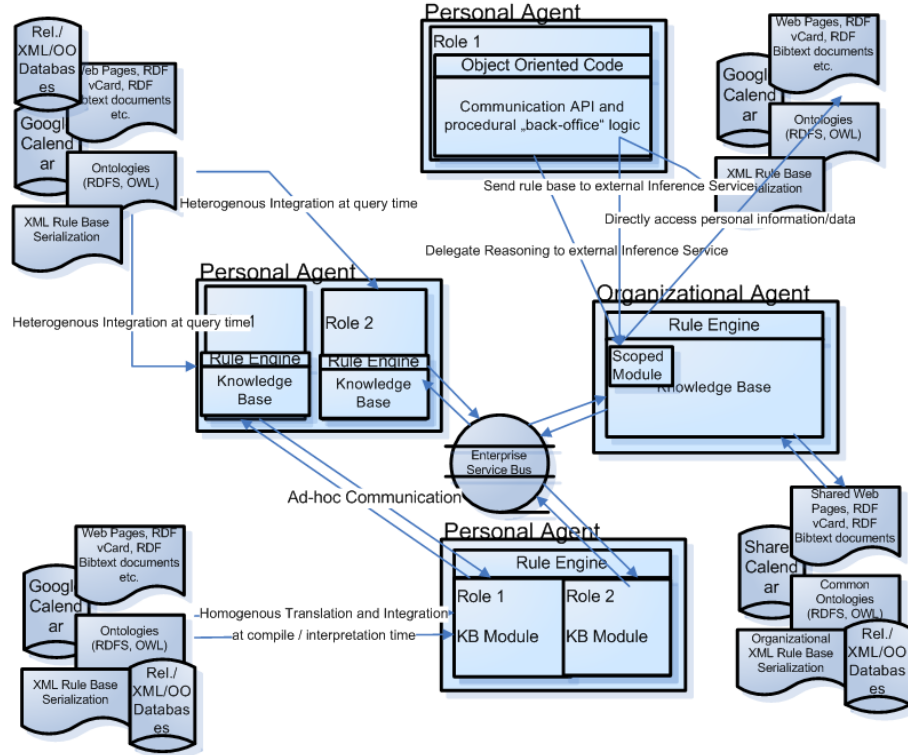 Rel./
XML/OO
Databas
es
Web Pages, RDF
vCard, RDF
Bibtext documents
etc.
Googl
Calend
ar
Ontologies
(RDFS, OWL)
XML Rule Base
Serialization
Heterogenous Integration at query time
Heterogenous Integration at query time
Personal Agent
Role 1
Object Oriented Code
Communication API and
procedural „back-office“ logic
Web Pages, RDF
vCard, RDF
Bibtext documents
etc.
Google
Calend
ar
Ontologies
(RDFS, OWL)
XML Rule Base
ialization
Send rule base to external Inference Service
Directly access personal information/data
Delegate Reasoning to external Inference Service
Personal Agent
1
Rule Engine
Knowledge
Base
Role 2
Rule Engine
Knowledge
Base
Organizational Agent
Rule Engine
Scoped
Module
Knowledge Base
Enterprise
Service Bus
Ad-hoc Communication
Personal Agent
Rule Engine
Role 1
KB Module
Role 2
KB Module
Web Pages, RDF
vCard, RDF
Bibtext documents
etc.
Google
Calend
ar
Ontologies
(RDFS, OWL)
XML Rule Base
Serialization
Rel./
XML/OO
Databas
es
Homogenous Translation and Integration
at compile / interpretation time
Shared Web
Pages, RDF
vCard, RDF
Bibtext documents
Share
Calend
ar
Common
Ontologies
(RDFS, OWL)
Organizational
XML Rule Base
Serialization
Rel./
XML/OO
Databas
es